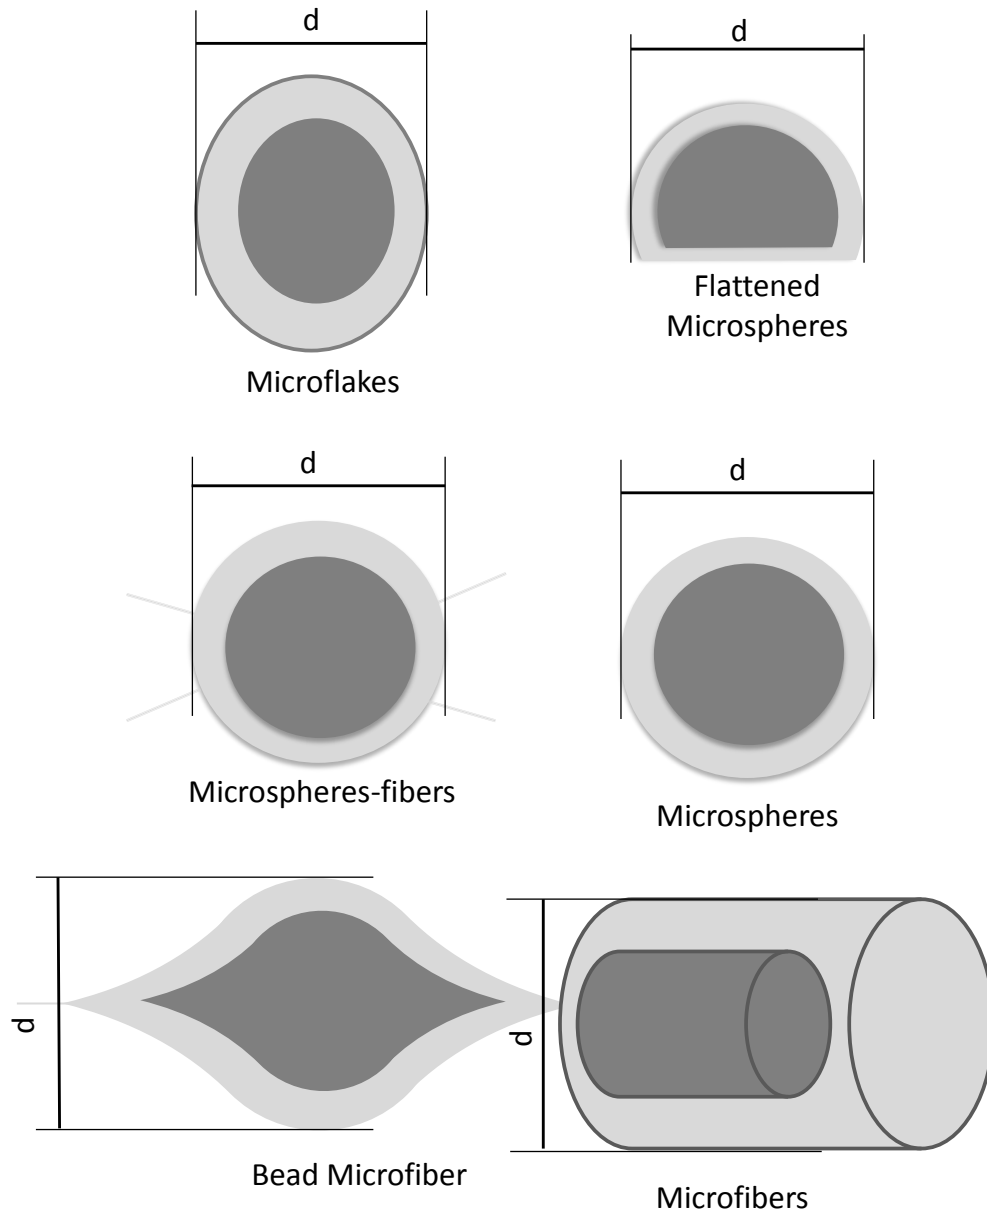 d
d
Microflakes
Flattened
Microspheres
d
d
Microspheres-fibers
Microspheres
d
d
Bead Microfiber
Microfibers